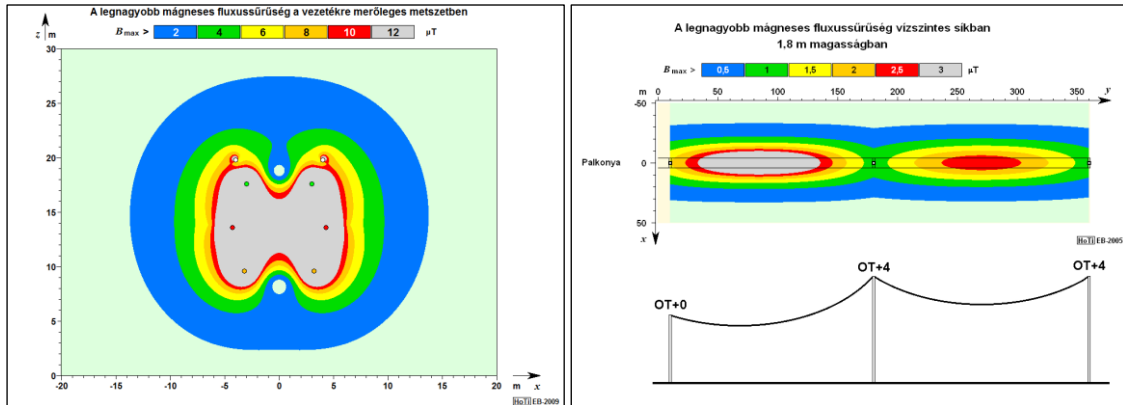 A legnagyobb mágneses fluxussűrűség a vezetékre merőleges metszetben
z m
B max > 2 4 6 8 10 12 µT
30
25
20
15
10
5
0
-20 -15 -10 -5 0 5 10 15 20
m x
HoTi EB-2009
A legnagyobb mágneses fluxussűrűség vízszintes síkban
1,8 m magasságban
B max > 0,5 1 1,5 2 2,5 3 µT
m 0 50 100 150 200 250 300 350 y
-50
Palkonya 0
50
x
HoTi EB-2005
OT+0
OT+4
OT+4